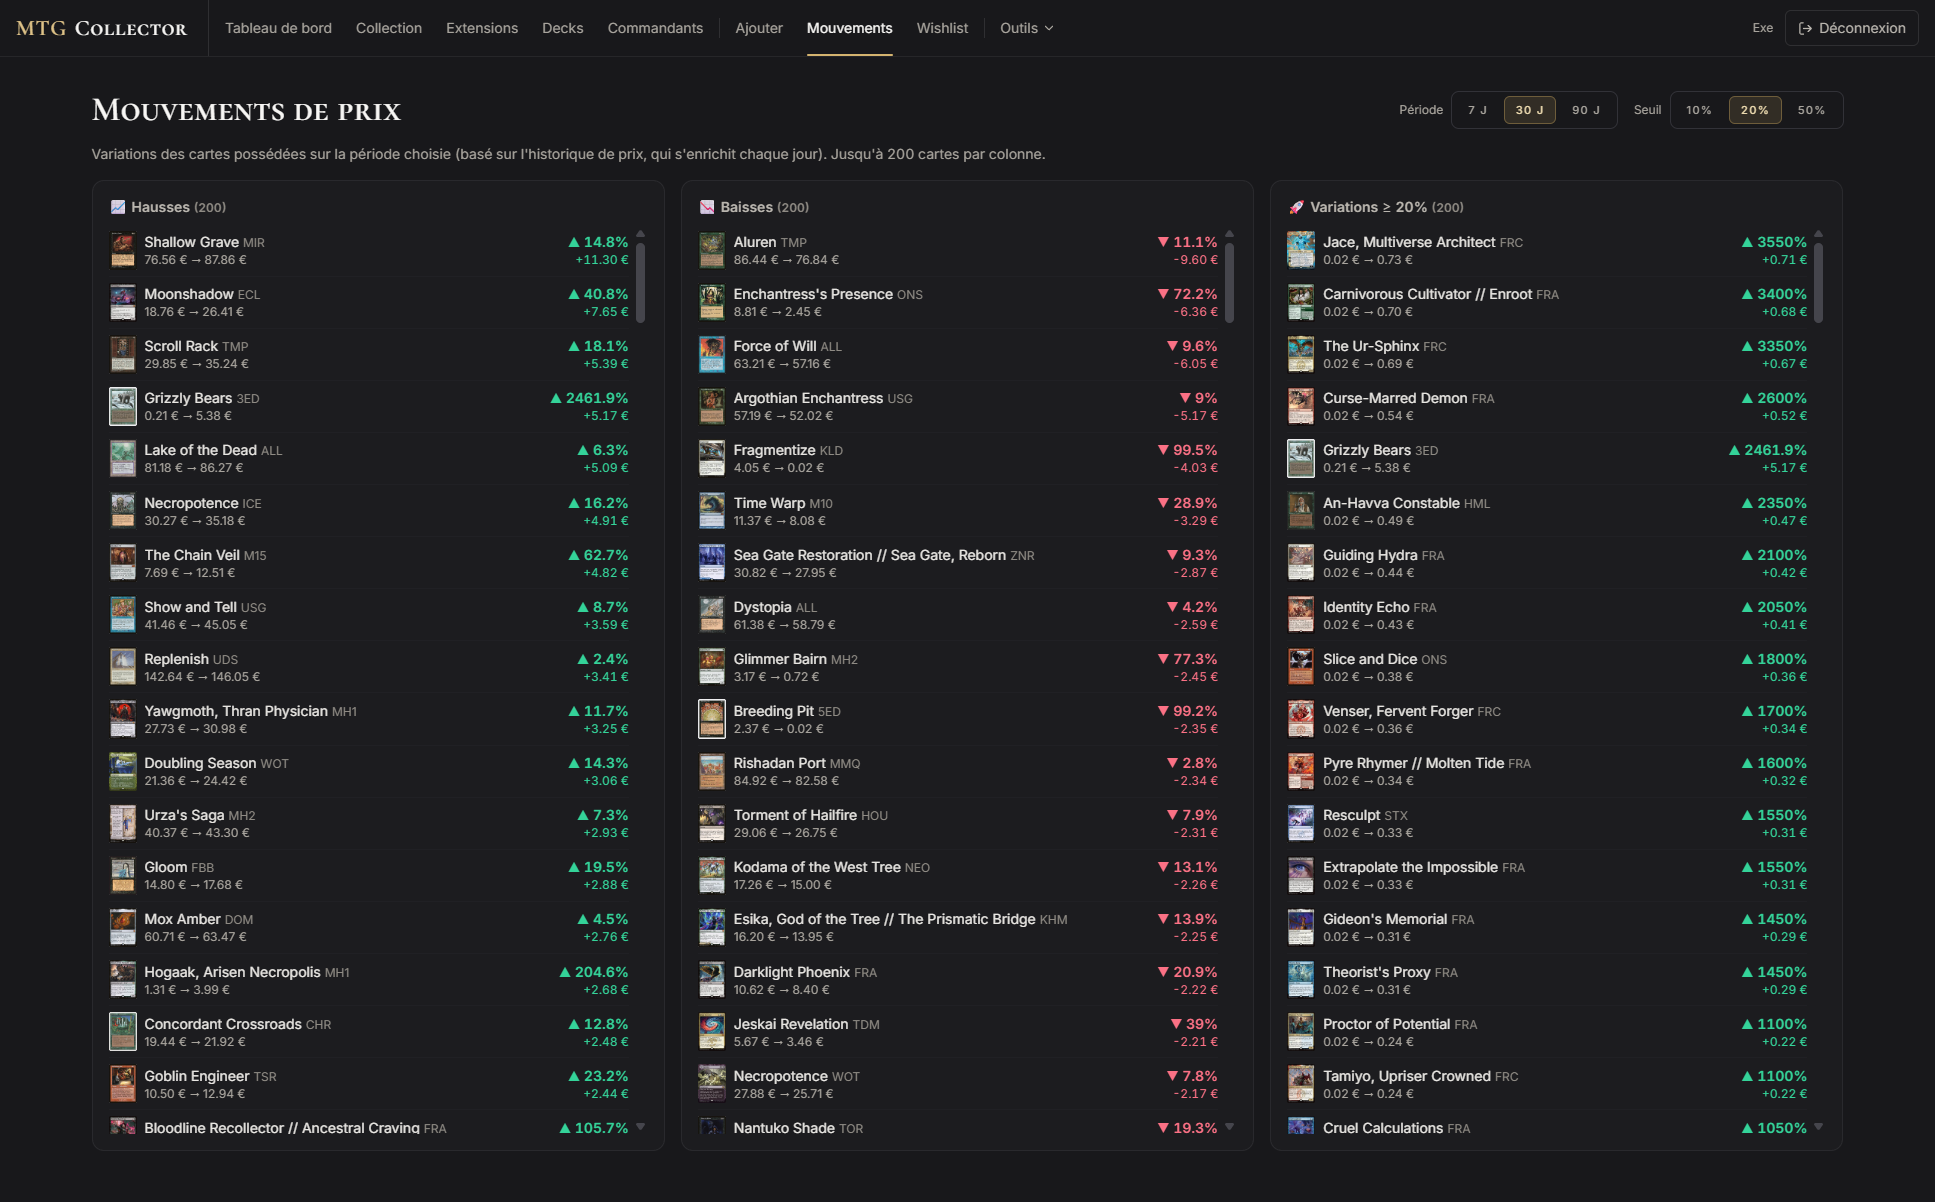 MTG Collector
Tableau de bord Collection Extensions Decks Commandants Ajouter Mouvements Wishlist Outils
Exe Déconnexion
Mouvements de prix
Période 7 J 30 J 90 J Seuil 10% 20% 50%
Variations des cartes possédées sur la période choisie (basé sur l'historique de prix, qui s'enrichit chaque jour). Jusqu'à 200 cartes par colonne.
Hausses (200)
Shallow Grave MIR ▲ 14.8%
76.56 € → 87.86 € +11.30 €
Moonshadow ECL ▲ 40.8%
18.76 € → 26.41 € +7.65 €
Scroll Rack TMP ▲ 18.1%
29.85 € → 35.24 € +5.39 €
Grizzly Bears 3ED ▲ 2461.9%
0.21 € → 5.38 € +5.17 €
Lake of the Dead ALL ▲ 6.3%
81.18 € → 86.27 € +5.09 €
Necropotence ICE ▲ 16.2%
30.27 € → 35.18 € +4.91 €
The Chain Veil M15 ▲ 62.7%
7.69 € → 12.51 € +4.82 €
Show and Tell USG ▲ 8.7%
41.46 € → 45.05 € +3.59 €
Replenish UDS ▲ 2.4%
142.64 € → 146.05 € +3.41 €
Yawgmoth, Thran Physician MH1 ▲ 11.7%
27.73 € → 30.98 € +3.25 €
Doubling Season WOT ▲ 14.3%
21.36 € → 24.42 € +3.06 €
Urza's Saga MH2 ▲ 7.3%
40.37 € → 43.30 € +2.93 €
Gloom FBB ▲ 19.5%
14.80 € → 17.68 € +2.88 €
Mox Amber DOM ▲ 4.5%
60.71 € → 63.47 € +2.76 €
Hogaak, Arisen Necropolis MH1 ▲ 204.6%
1.31 € → 3.99 € +2.68 €
Concordant Crossroads CHR ▲ 12.8%
19.44 € → 21.92 € +2.48 €
Goblin Engineer TSR ▲ 23.2%
10.50 € → 12.94 € +2.44 €
Bloodline Recollector // Ancestral Craving FRA ▲ 105.7%
Baisses (200)
Aluren TMP ▼ 11.1%
86.44 € → 76.84 € -9.60 €
Enchantress's Presence ONS ▼ 72.2%
8.81 € → 2.45 € -6.36 €
Force of Will ALL ▼ 9.6%
63.21 € → 57.16 € -6.05 €
Argothian Enchantress USG ▼ 9%
57.19 € → 52.02 € -5.17 €
Fragmentize KLD ▼ 99.5%
4.05 € → 0.02 € -4.03 €
Time Warp M10 ▼ 28.9%
11.37 € → 8.08 € -3.29 €
Sea Gate Restoration // Sea Gate, Reborn ZNR ▼ 9.3%
30.82 € → 27.95 € -2.87 €
Dystopia ALL ▼ 4.2%
61.38 € → 58.79 € -2.59 €
Glimmer Bairn MH2 ▼ 77.3%
3.17 € → 0.72 € -2.45 €
Breeding Pit 5ED ▼ 99.2%
2.37 € → 0.02 € -2.35 €
Rishadan Port MMQ ▼ 2.8%
84.92 € → 82.58 € -2.34 €
Torment of Hailfire HOU ▼ 7.9%
29.06 € → 26.75 € -2.31 €
Kodama of the West Tree NEO ▼ 13.1%
17.26 € → 15.00 € -2.26 €
Esika, God of the Tree // The Prismatic Bridge KHM ▼ 13.9%
16.20 € → 13.95 € -2.25 €
Darklight Phoenix FRA ▼ 20.9%
10.62 € → 8.40 € -2.22 €
Jeskai Revelation TDM ▼ 39%
5.67 € → 3.46 € -2.21 €
Necropotence WOT ▼ 7.8%
27.88 € → 25.71 € -2.17 €
Nantuko Shade TOR ▼ 19.3%
Variations ≥ 20% (200)
Jace, Multiverse Architect FRC ▲ 3550%
0.02 € → 0.73 € +0.71 €
Carnivorous Cultivator // Enroot FRA ▲ 3400%
0.02 € → 0.70 € +0.68 €
The Ur-Sphinx FRC ▲ 3350%
0.02 € → 0.69 € +0.67 €
Curse-Marred Demon FRA ▲ 2600%
0.02 € → 0.54 € +0.52 €
Grizzly Bears 3ED ▲ 2461.9%
0.21 € → 5.38 € +5.17 €
An-Havva Constable HML ▲ 2350%
0.02 € → 0.49 € +0.47 €
Guiding Hydra FRA ▲ 2100%
0.02 € → 0.44 € +0.42 €
Identity Echo FRA ▲ 2050%
0.02 € → 0.43 € +0.41 €
Slice and Dice ONS ▲ 1800%
0.02 € → 0.38 € +0.36 €
Venser, Fervent Forger FRC ▲ 1700%
0.02 € → 0.36 € +0.34 €
Pyre Rhymer // Molten Tide FRA ▲ 1600%
0.02 € → 0.34 € +0.32 €
Resculpt STX ▲ 1550%
0.02 € → 0.33 € +0.31 €
Extrapolate the Impossible FRA ▲ 1550%
0.02 € → 0.33 € +0.31 €
Gideon's Memorial FRA ▲ 1450%
0.02 € → 0.31 € +0.29 €
Theorist's Proxy FRA ▲ 1450%
0.02 € → 0.31 € +0.29 €
Proctor of Potential FRA ▲ 1100%
0.02 € → 0.24 € +0.22 €
Tamiyo, Upriser Crowned FRC ▲ 1100%
0.02 € → 0.24 € +0.22 €
Cruel Calculations FRA ▲ 1050%